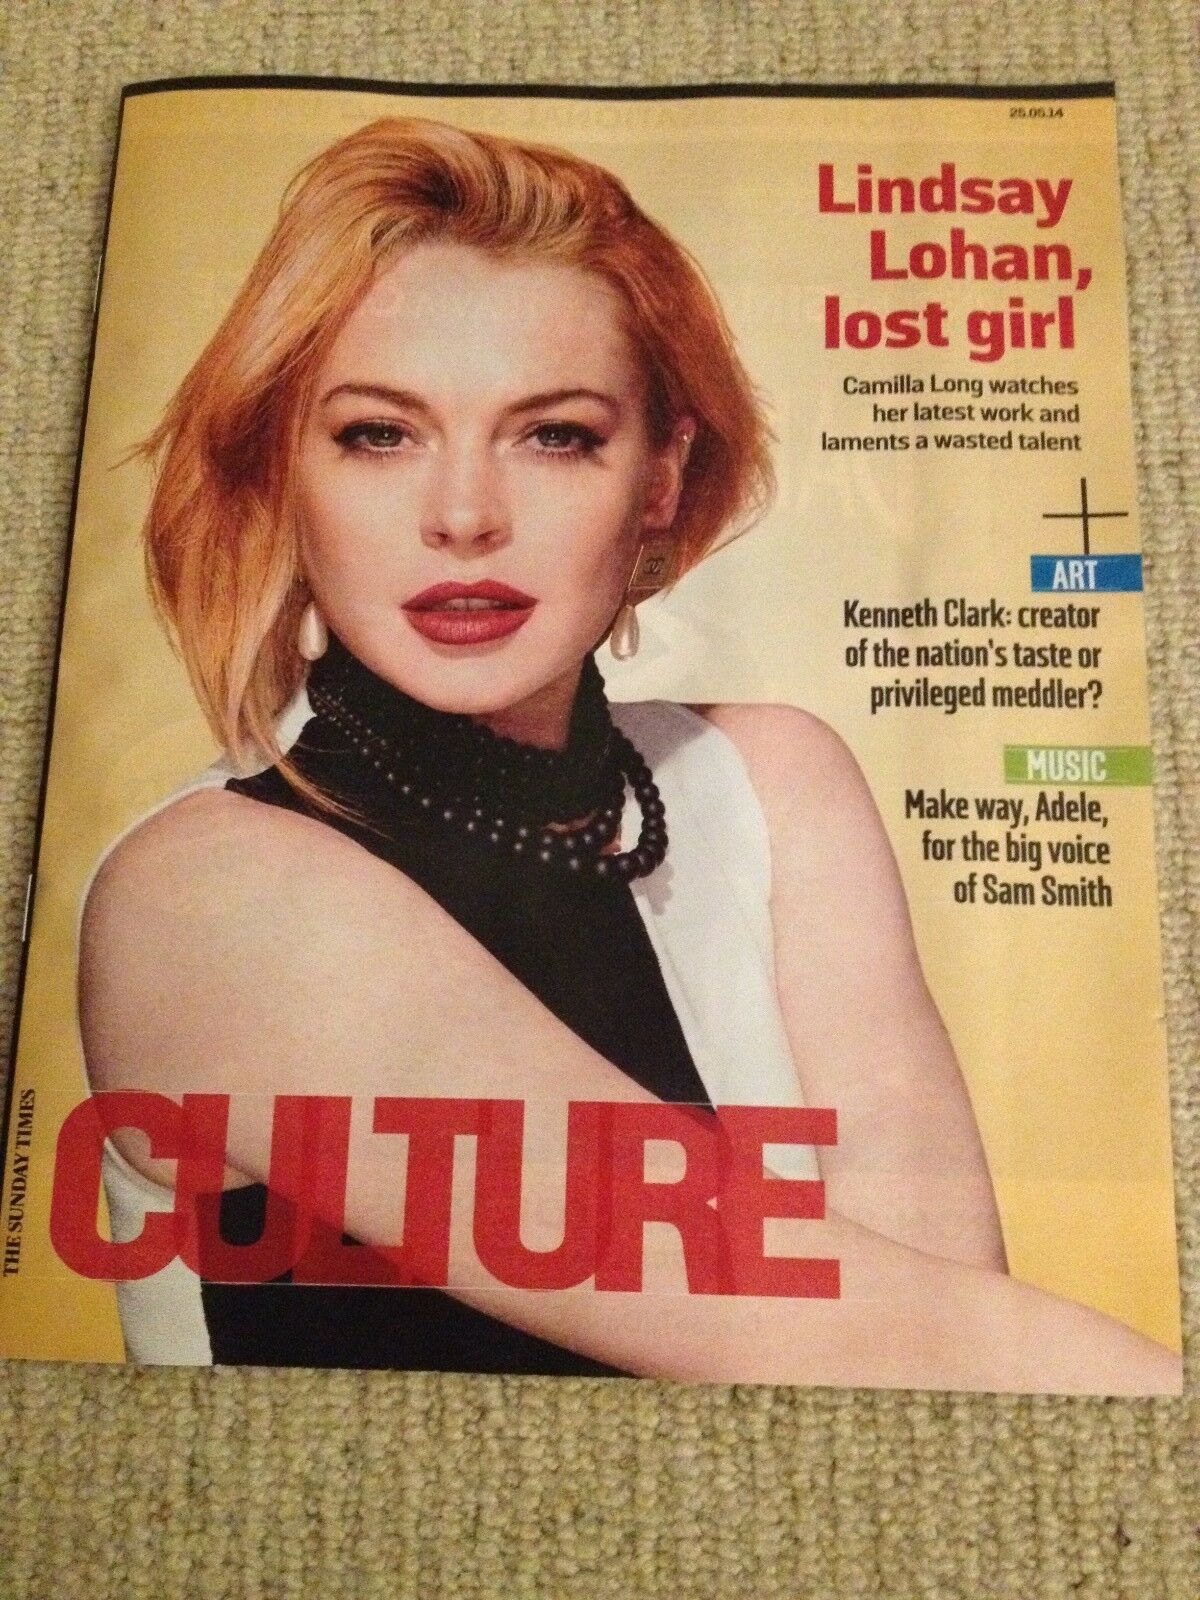 25.05.14
Lindsay
Lohan,
lost girl
Camilla Long watches
her latest work and
laments a wasted talent
ART
Kenneth Clark: creator
of the nation's taste or
privileged meddler?
MUSIC
Make way, Adele,
for the big voice
of Sam Smith
THE SUNDAY TIMES
CULTURE